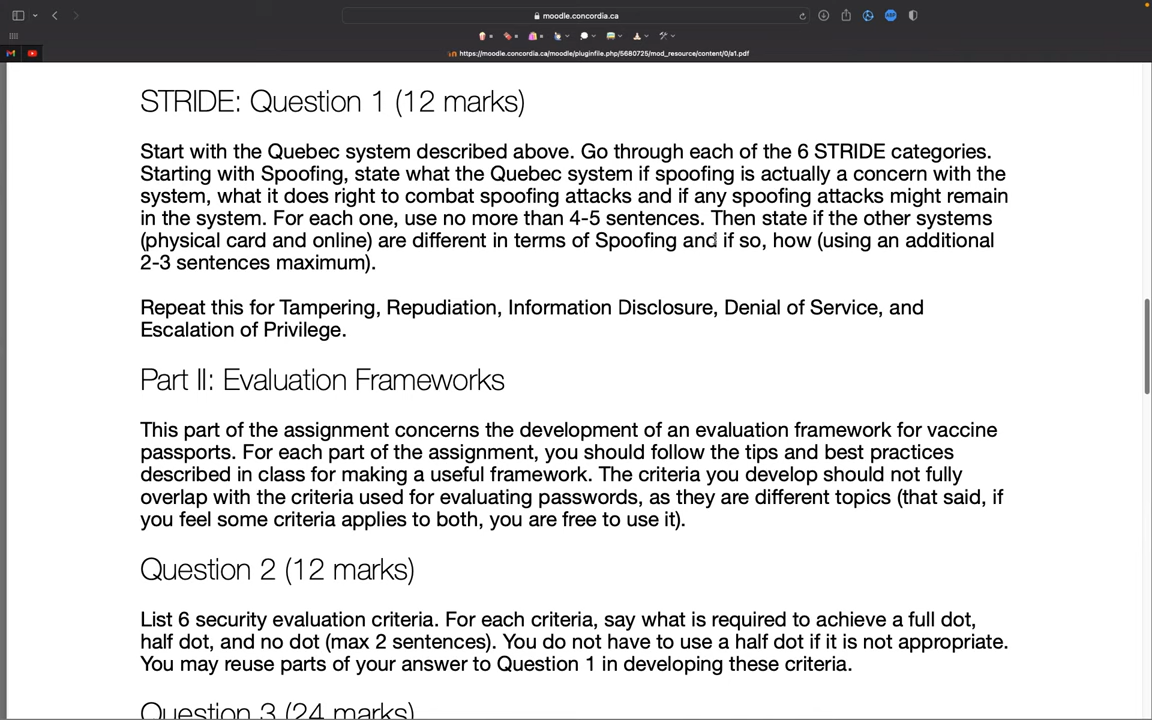 moodle.concordia.ca
https://moodle.concordia.ca/moodle/pluginfile.php/5680725/mod_resource/content/0/a1.pdf
STRIDE: Question 1 (12 marks)
Start with the Quebec system described above. Go through each of the 6 STRIDE categories.
Starting with Spoofing, state what the Quebec system if spoofing is actually a concern with the
system, what it does right to combat spoofing attacks and if any spoofing attacks might remain
in the system. For each one, use no more than 4-5 sentences. Then state if the other systems
(physical card and online) are different in terms of Spoofing and if so, how (using an additional
2-3 sentences maximum).
Repeat this for Tampering, Repudiation, Information Disclosure, Denial of Service, and
Escalation of Privilege.
Part II: Evaluation Frameworks
This part of the assignment concerns the development of an evaluation framework for vaccine
passports. For each part of the assignment, you should follow the tips and best practices
described in class for making a useful framework. The criteria you develop should not fully
overlap with the criteria used for evaluating passwords, as they are different topics (that said, if
you feel some criteria applies to both, you are free to use it).
Question 2 (12 marks)
List 6 security evaluation criteria. For each criteria, say what is required to achieve a full dot,
half dot, and no dot (max 2 sentences). You do not have to use a half dot if it is not appropriate.
You may reuse parts of your answer to Question 1 in developing these criteria.
Question 3 (24 marks)